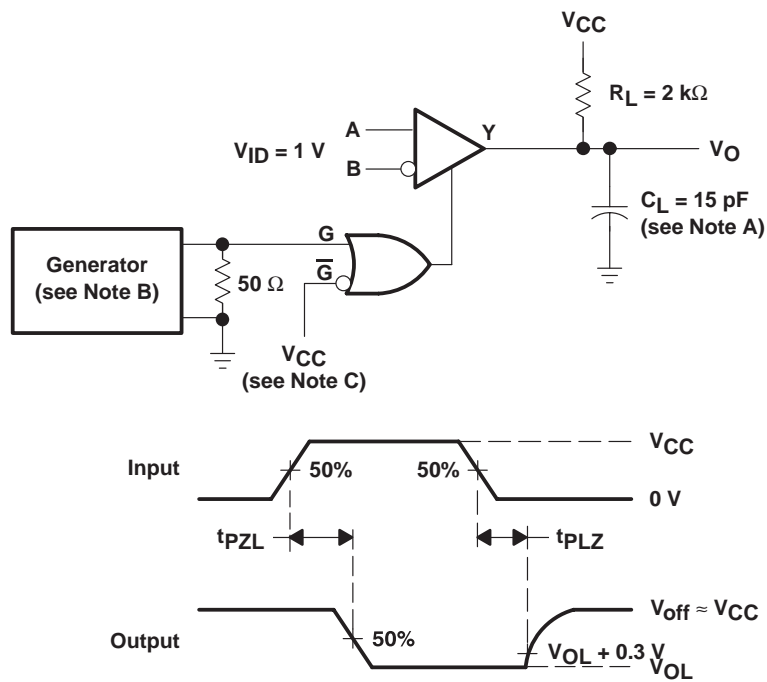 VCC
RL = 2 kΩ
A
Y
VID = 1 V
VO
B
CL = 15 pF
(see Note A)
G
Generator
(see Note B)
G̅
50 Ω
VCC
(see Note C)
VCC
Input
50%
50%
0 V
tPZL
tPLZ
Voff ≈ VCC
Output
50%
VOL + 0.3 V
VOL